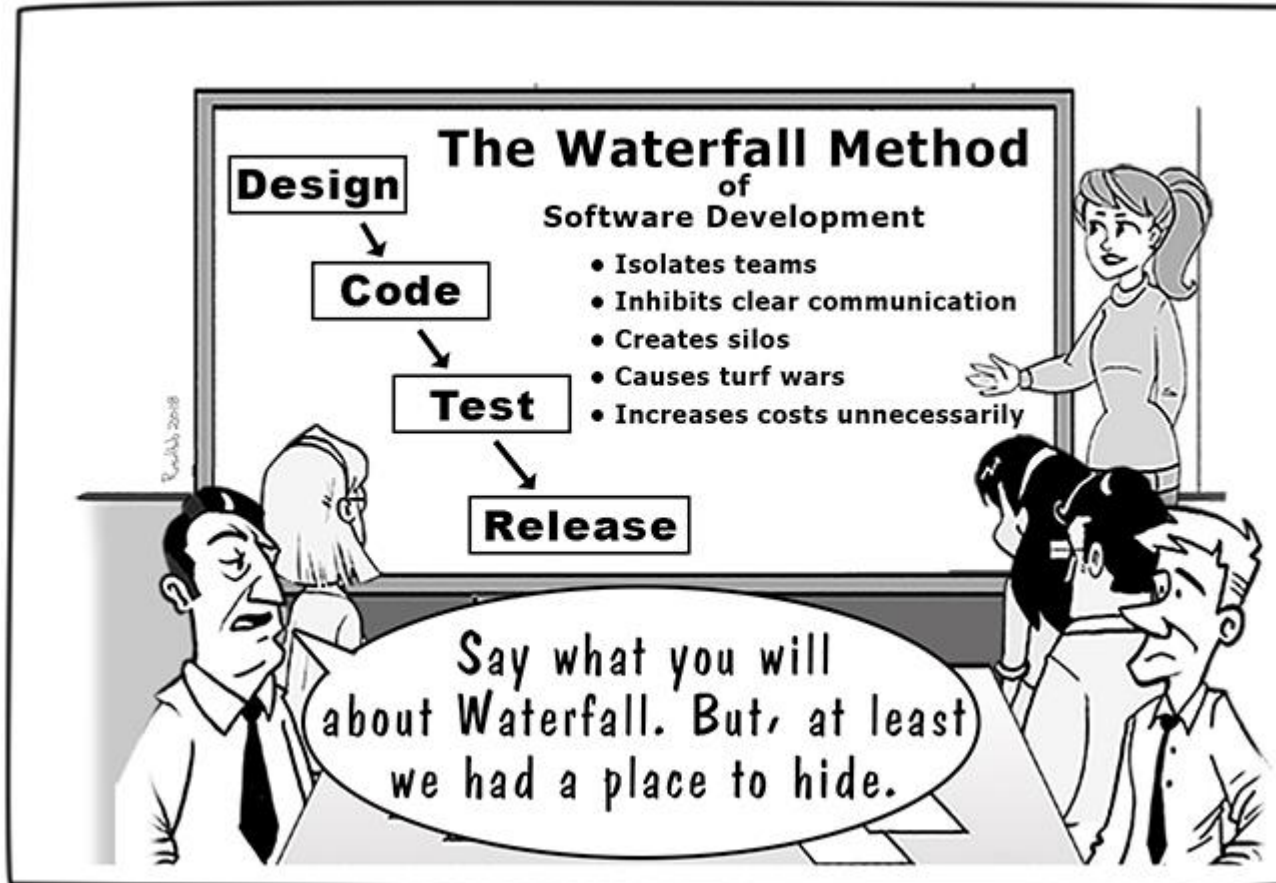 The Waterfall Method
of
Software Development
Design
Code
Test
Release
• Isolates teams
• Inhibits clear communication
• Creates silos
• Causes turf wars
• Increases costs unnecessarily
2018
Say what you will
about Waterfall. But, at least
we had a place to hide.